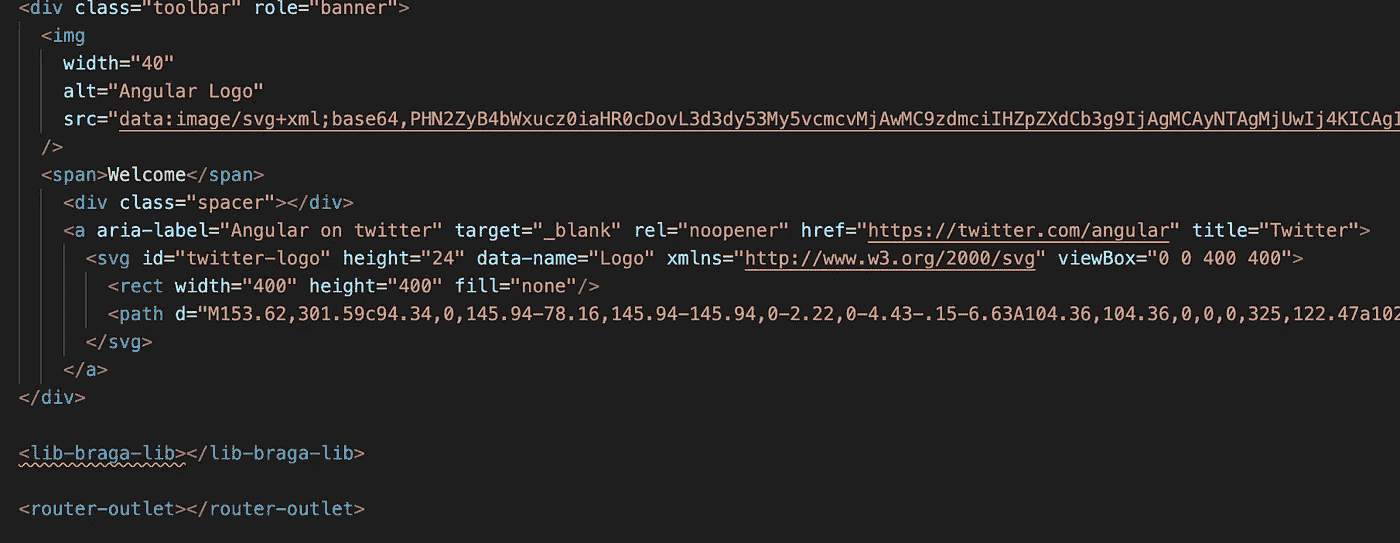 <div class="toolbar" role="banner">
<img
width="40"
alt="Angular Logo"
src="data:image/svg+xml;base64,PHN2ZyB4bWxucz0iaHR0cDovL3d3dy53My5vcmcvMjAwMC9zdmciIHZpZXdCb3g9IjAgMCAyNTAgMjUwIj4KICAgI
/>
<span>Welcome</span>
<div class="spacer"></div>
<a aria-label="Angular on twitter" target="_blank" rel="noopener" href="https://twitter.com/angular" title="Twitter">
<svg id="twitter-logo" height="24" data-name="Logo" xmlns="http://www.w3.org/2000/svg" viewBox="0 0 400 400">
<rect width="400" height="400" fill="none"/>
<path d="M153.62,301.59c94.34,0,145.94-78.16,145.94-145.94,0-2.22,0-4.43-.15-6.63A104.36,104.36,0,0,0,325,122.47a102
</svg>
</a>
</div>
<lib-braga-lib></lib-braga-lib>
<router-outlet></router-outlet>